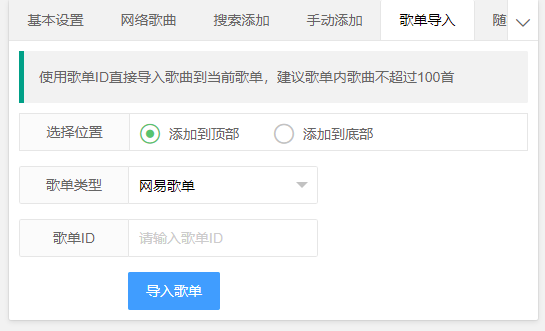 基本设置 网络歌曲 搜索添加 手动添加 歌单导入 随
使用歌单ID直接导入歌曲到当前歌单，建议歌单内歌曲不超过100首
选择位置 添加到顶部 添加到底部
歌单类型 网易歌单
歌单ID 请输入歌单ID
导入歌单